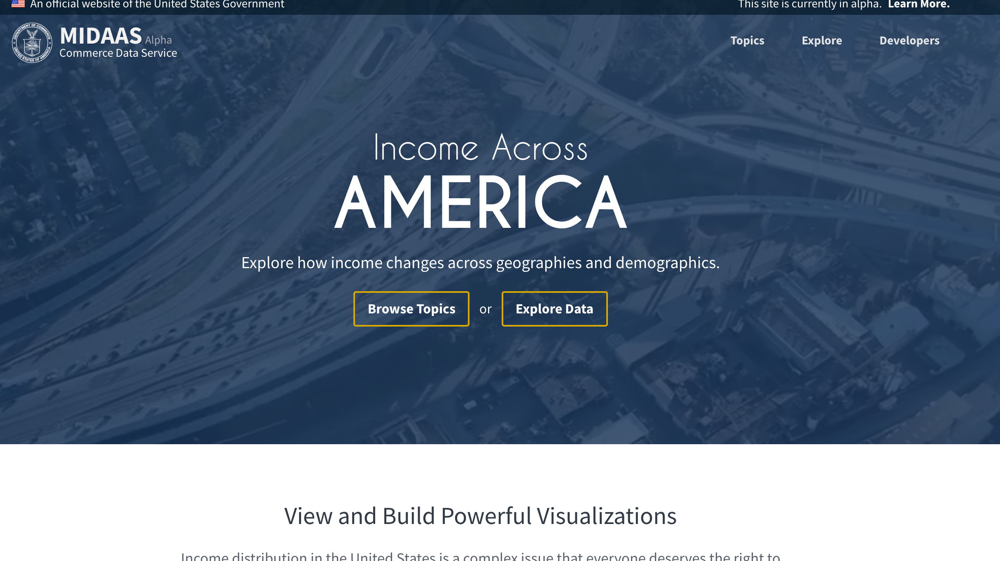 An official website of the United States Government
This site is currently in alpha. Learn More.
DEPARTMENT OF COMMERCE
UNITED STATES OF AMERICA
MIDAAS Alpha
Commerce Data Service
Topics
Explore
Developers
Income Across
AMERICA
Explore how income changes across geographies and demographics.
Browse Topics or Explore Data
View and Build Powerful Visualizations
Income distribution in the United States is a complex issue that everyone deserves the right to